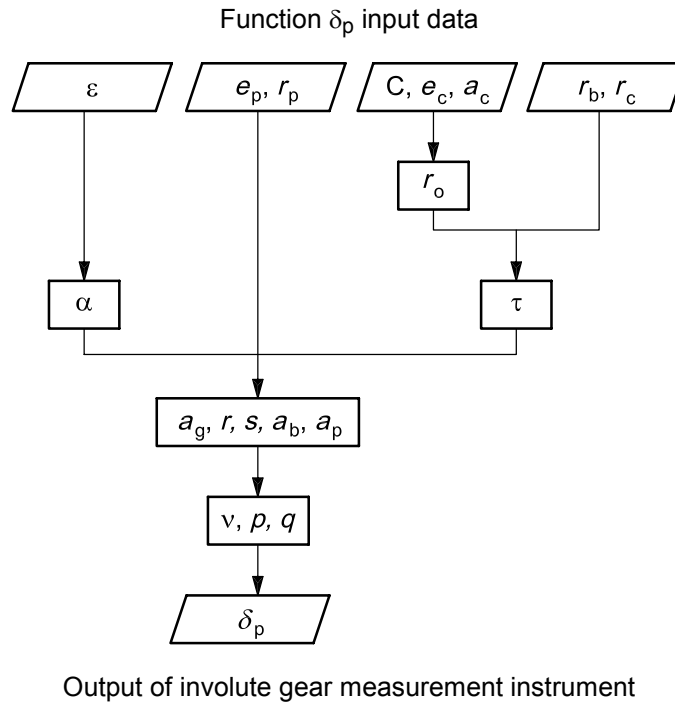 Function δp input data
ε
ep, rp
C, ec, ac
rb, rc
ro
α
τ
ag, r, s, ab, ap
ν, p, q
δp
Output of involute gear measurement instrument